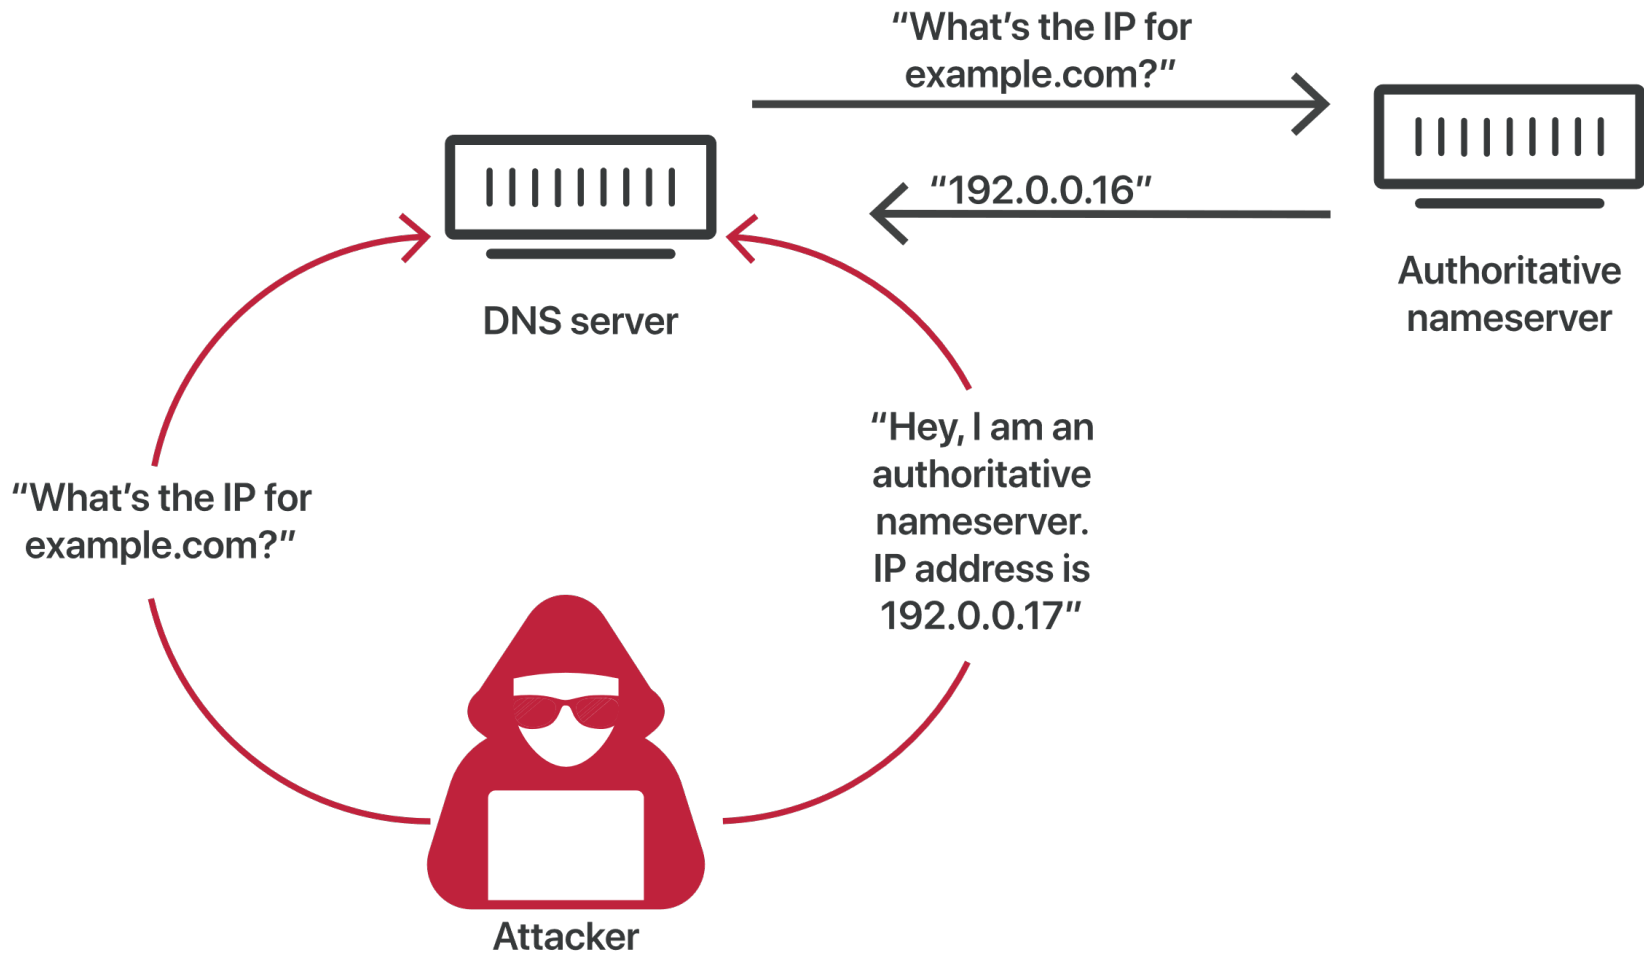 “What’s the IP for
example.com?”
“192.0.0.16”
Authoritative
nameserver
DNS server
“What’s the IP for
example.com?”
“Hey, I am an
authoritative
nameserver.
IP address is
192.0.0.17”
Attacker